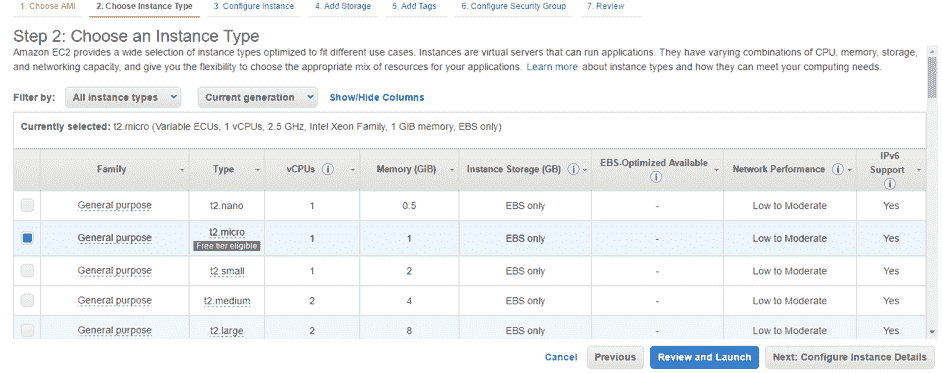 1. Choose AMI 2. Choose Instance Type 3. Configure Instance 4. Add Storage 5. Add Tags 6. Configure Security Group 7. Review
Step 2: Choose an Instance Type
Amazon EC2 provides a wide selection of instance types optimized to fit different use cases. Instances are virtual servers that can run applications. They have varying combinations of CPU, memory, storage,
and networking capacity, and give you the flexibility to choose the appropriate mix of resources for your applications. Learn more about instance types and how they can meet your computing needs.
Filter by: All instance types Current generation Show/Hide Columns
Currently selected: t2.micro (Variable ECUs, 1 vCPUs, 2.5 GHz, Intel Xeon Family, 1 GiB memory, EBS only)
Family Type vCPUs Memory (GiB) Instance Storage (GB) EBS-Optimized Available Network Performance IPv6 Support
General purpose t2.nano 1 0.5 EBS only - Low to Moderate Yes
General purpose t2.micro Free tier eligible 1 1 EBS only - Low to Moderate Yes
General purpose t2.small 1 2 EBS only - Low to Moderate Yes
General purpose t2.medium 2 4 EBS only - Low to Moderate Yes
General purpose t2.large 2 8 EBS only - Low to Moderate Yes
Cancel Previous Review and Launch Next: Configure Instance Details